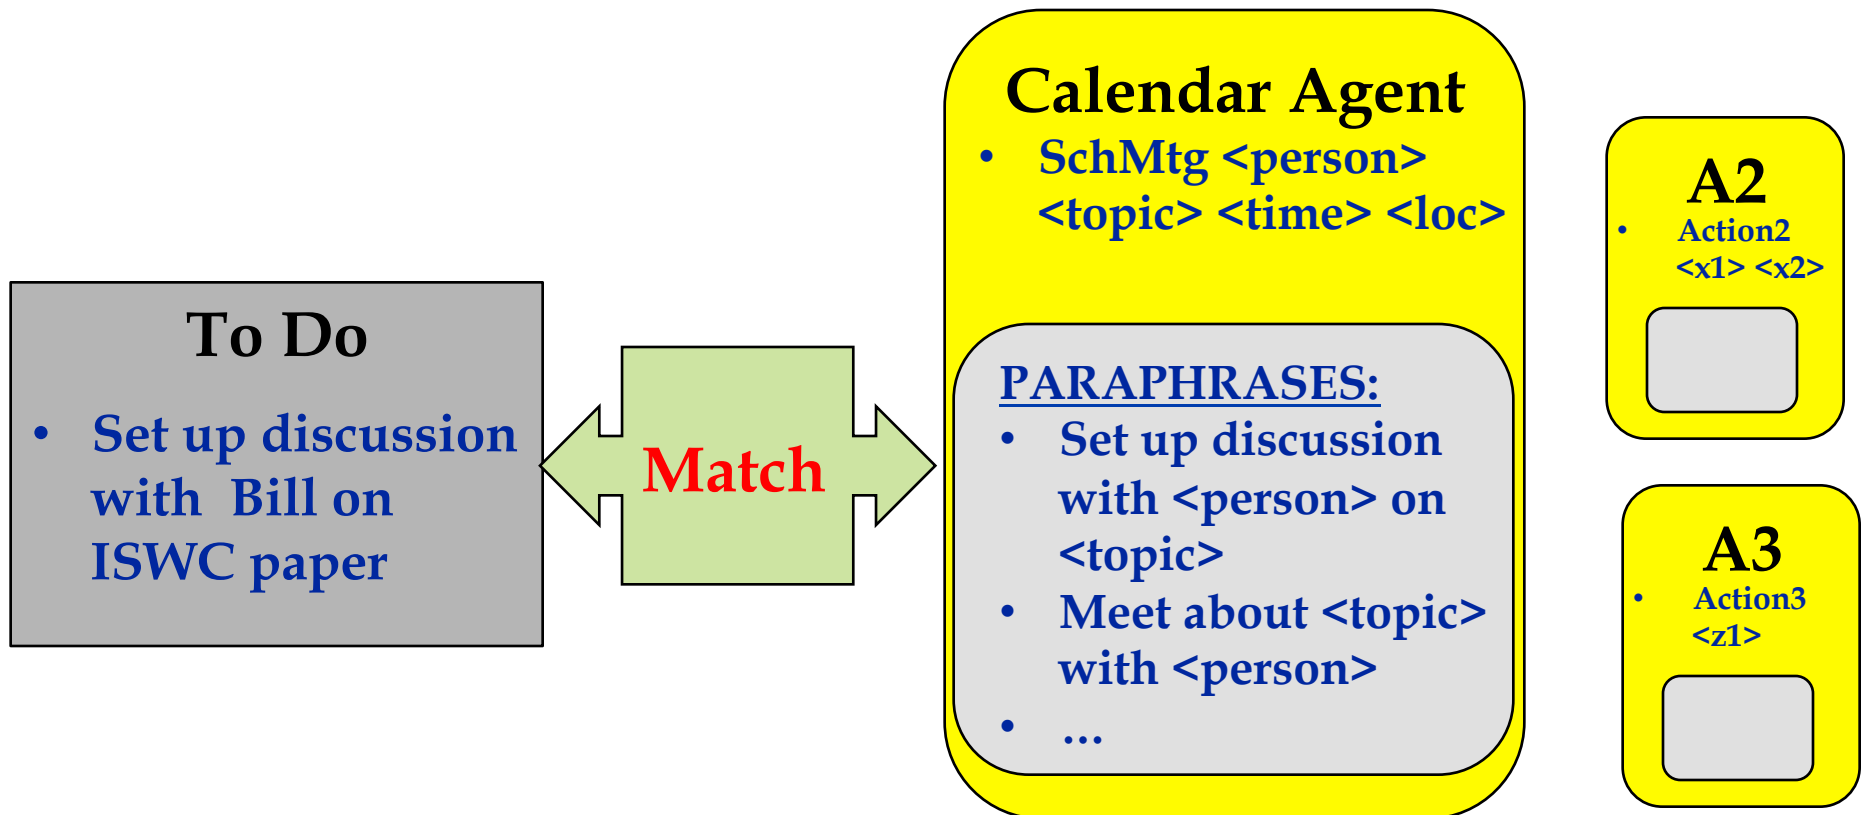 To Do
• Set up discussion
with Bill on
ISWC paper
Match
Calendar Agent
• SchMtg <person>
<topic> <time> <loc>
PARAPHRASES:
• Set up discussion
with <person> on
<topic>
• Meet about <topic>
with <person>
• ...
A2
• Action2
<x1> <x2>
A3
• Action3
<z1>